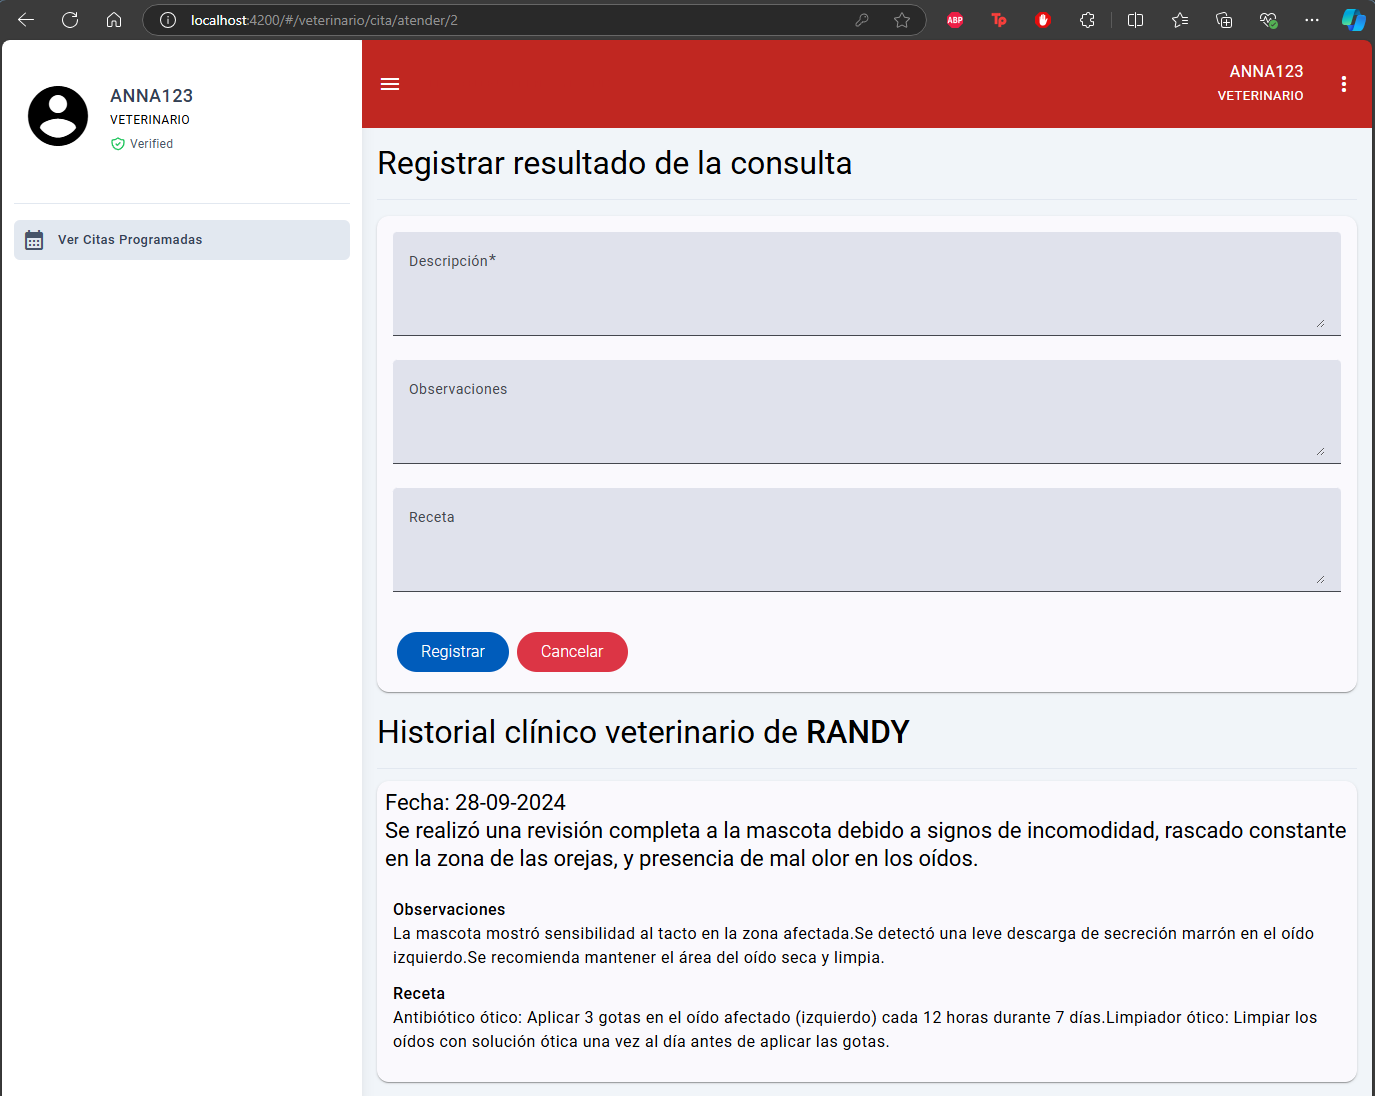 localhost:4200/#/veterinario/cita/atender/2
ABP
Tp
ANNA123
VETERINARIO
Verified
Ver Citas Programadas
ANNA123
VETERINARIO
Registrar resultado de la consulta
Descripción*
Observaciones
Receta
Registrar
Cancelar
Historial clínico veterinario de RANDY
Fecha: 28-09-2024
Se realizó una revisión completa a la mascota debido a signos de incomodidad, rascado constante
en la zona de las orejas, y presencia de mal olor en los oídos.
Observaciones
La mascota mostró sensibilidad al tacto en la zona afectada.Se detectó una leve descarga de secreción marrón en el oído
izquierdo.Se recomienda mantener el área del oído seca y limpia.
Receta
Antibiótico ótico: Aplicar 3 gotas en el oído afectado (izquierdo) cada 12 horas durante 7 días.Limpiador ótico: Limpiar los
oídos con solución ótica una vez al día antes de aplicar las gotas.